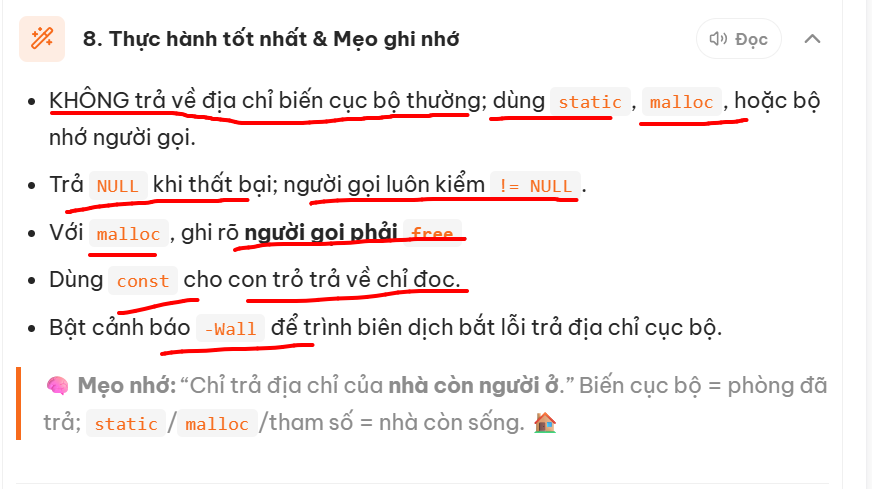 8. Thực hành tốt nhất & Mẹo ghi nhớ
Đọc
KHÔNG trả về địa chỉ biến cục bộ thường; dùng static, malloc, hoặc bộ
nhớ người gọi.
Trả NULL khi thất bại; người gọi luôn kiểm != NULL.
Với malloc, ghi rõ người gọi phải free
Dùng const cho con trỏ trả về chỉ đọc.
Bật cảnh báo -Wall để trình biên dịch bắt lỗi trả địa chỉ cục bộ.
🧠 Mẹo nhớ: “Chỉ trả địa chỉ của nhà còn người ở.” Biến cục bộ = phòng đã
trả; static/malloc/tham số = nhà còn sống. 🏠